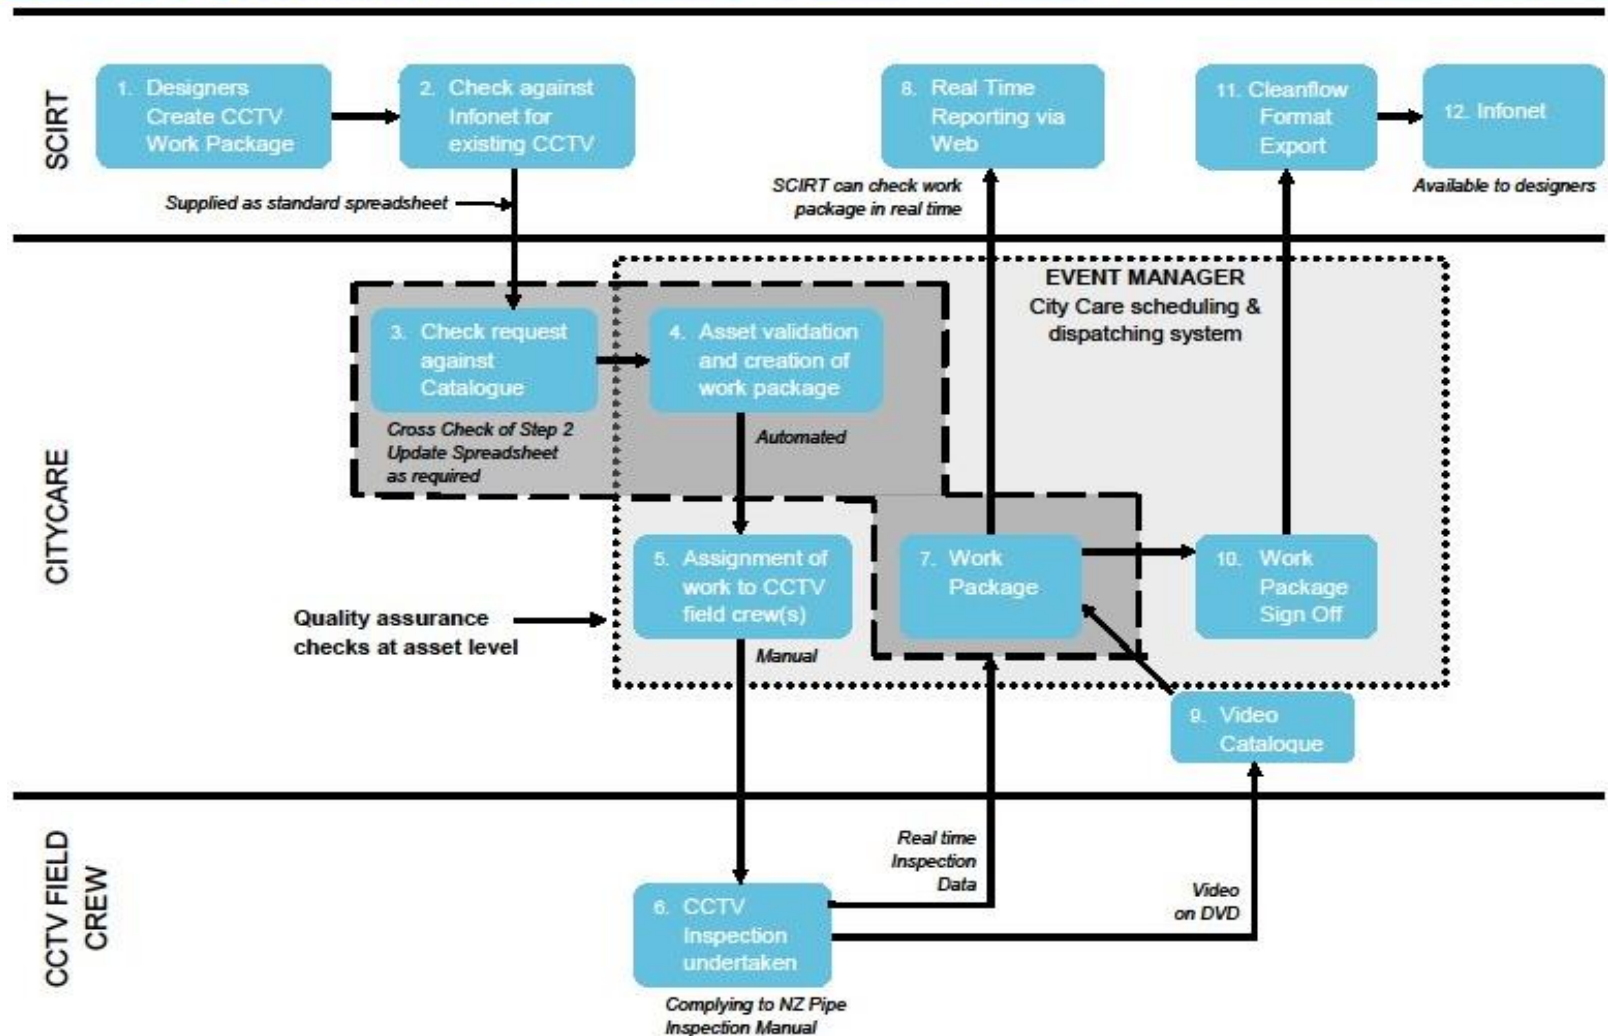 SCIRT
1. Designers
Create CCTV
Work Package
2. Check against
Infonet for
existing CCTV
8. Real Time
Reporting via
Web
11. Cleanflow
Format
Export
12. Infonet
Supplied as standard spreadsheet
SCIRT can check work
package in real time
Available to designers
CITYCARE
EVENT MANAGER
City Care scheduling &
dispatching system
3. Check request
against
Catalogue
4. Asset validation
and creation of
work package
Cross Check of Step 2
Update Spreadsheet
as required
Automated
5. Assignment of
work to CCTV
field crew(s)
7. Work
Package
10. Work
Package
Sign Off
Quality assurance
checks at asset level
Manual
9. Video
Catalogue
CCTV FIELD
CREW
Real time
Inspection
Data
Video
on DVD
6. CCTV
Inspection
undertaken
Complying to NZ Pipe
Inspection Manual